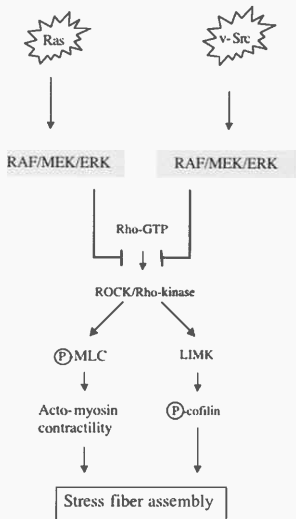 Ras
v-Src
RAF/MEK/ERK
RAF/MEK/ERK
Rho-GTP
ROCK/Rho-kinase
P-MLC
LIMK
Acto-myosin
contractility
P-cofilin
Stress fiber assembly